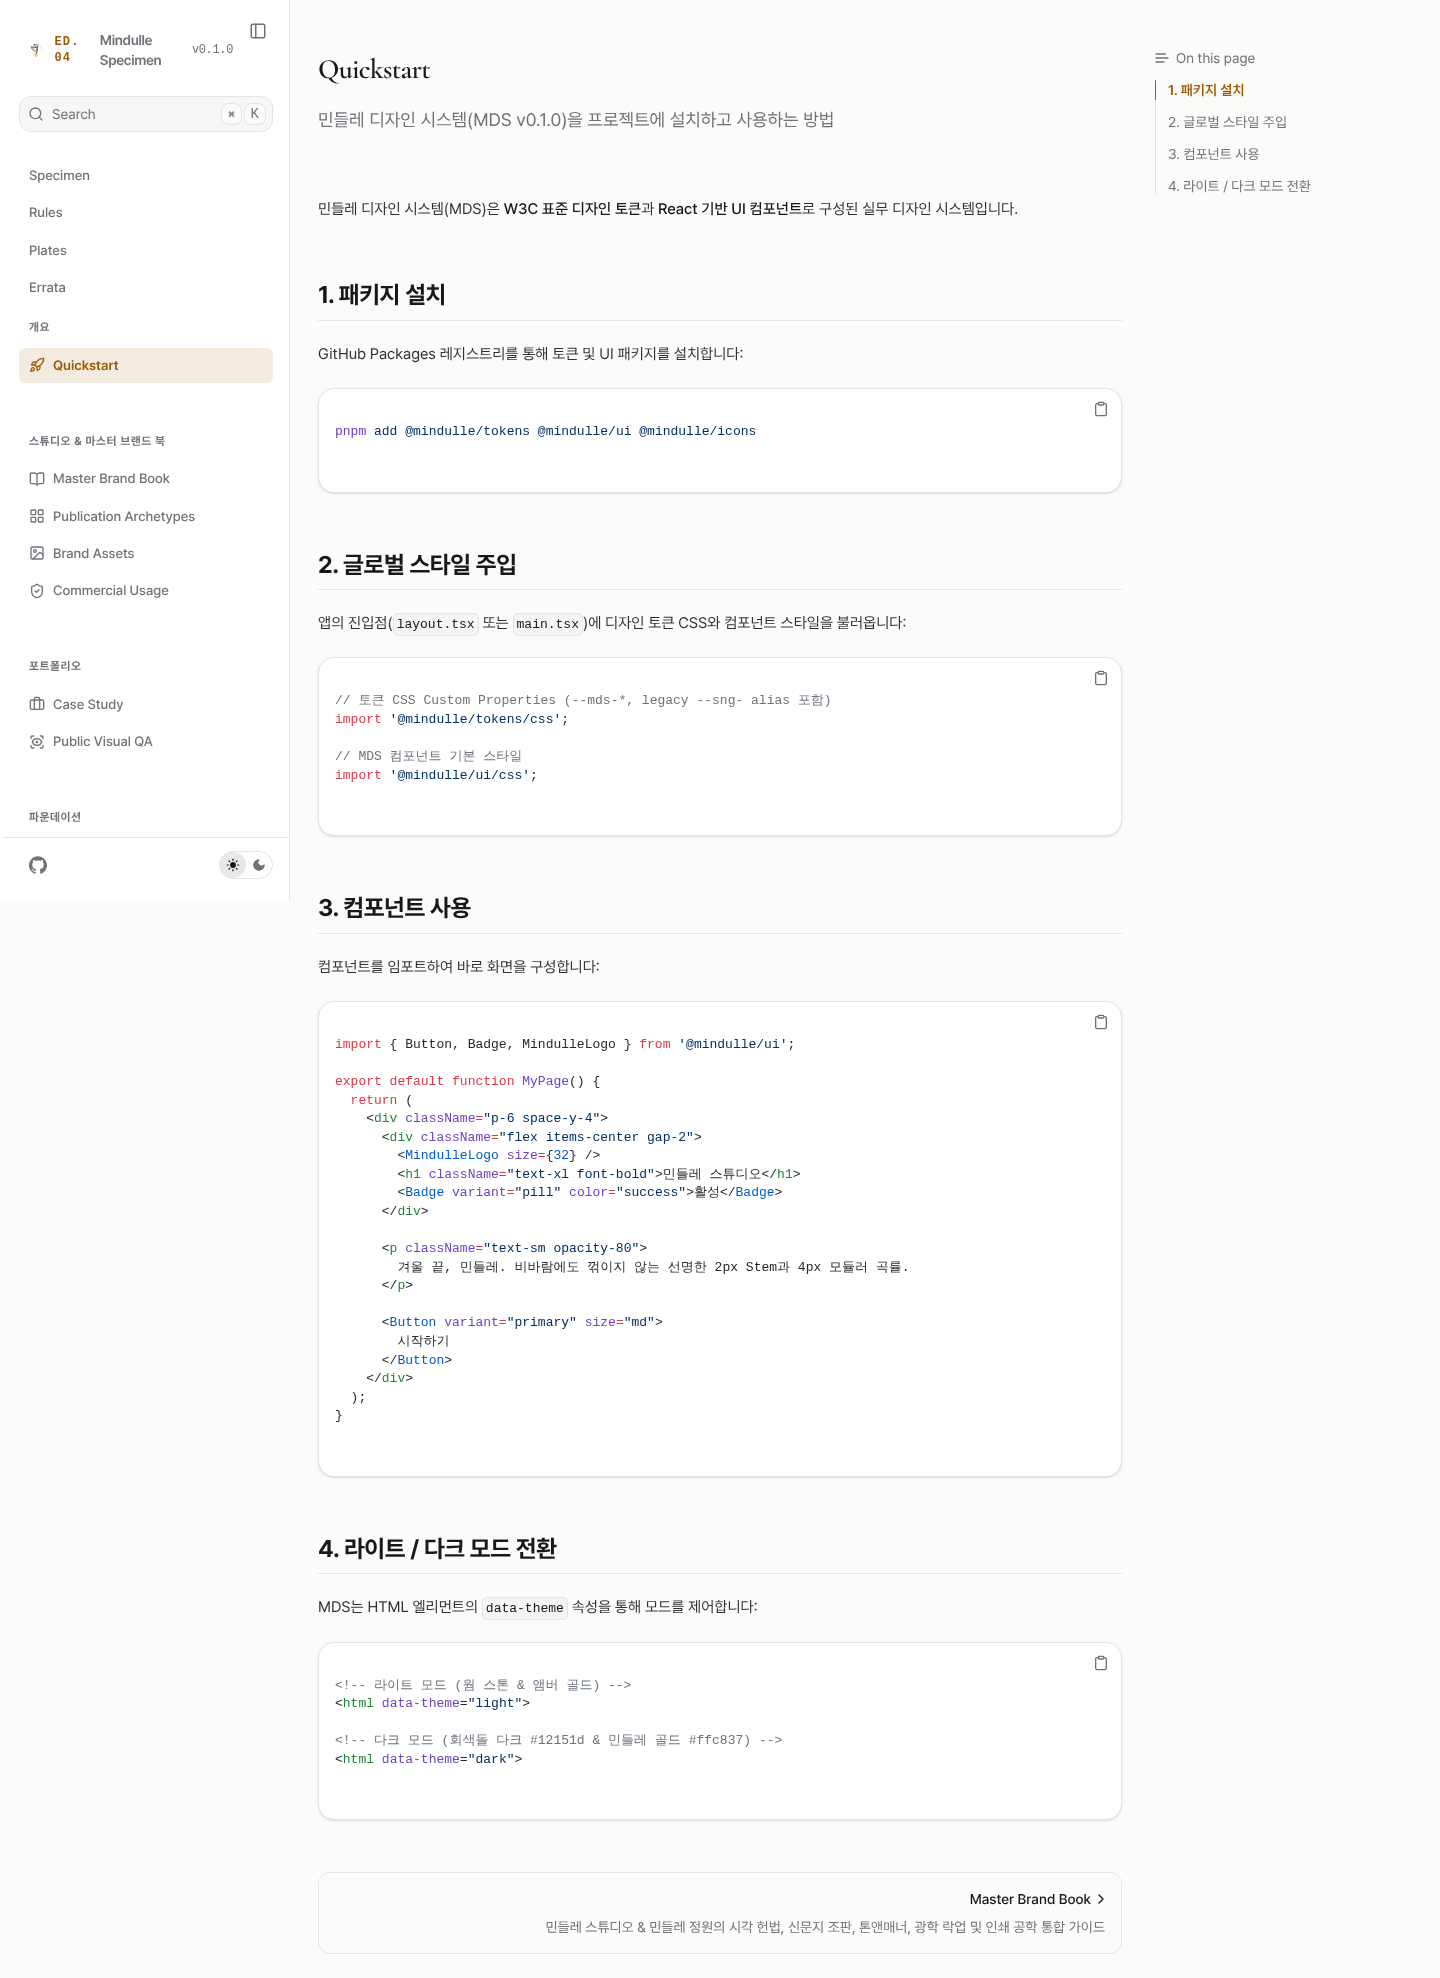 ED.
04
Mindulle
Specimen
v0.1.0
Search
⌘ K
Specimen
Rules
Plates
Errata
개요
Quickstart
스튜디오 & 마스터 브랜드 북
Master Brand Book
Publication Archetypes
Brand Assets
Commercial Usage
포트폴리오
Case Study
Public Visual QA
파운데이션
Quickstart
민들레 디자인 시스템(MDS v0.1.0)을 프로젝트에 설치하고 사용하는 방법
민들레 디자인 시스템(MDS)은 W3C 표준 디자인 토큰과 React 기반 UI 컴포넌트로 구성된 실무 디자인 시스템입니다.
1. 패키지 설치
GitHub Packages 레지스트리를 통해 토큰 및 UI 패키지를 설치합니다:
pnpm add @mindulle/tokens @mindulle/ui @mindulle/icons
2. 글로벌 스타일 주입
앱의 진입점(layout.tsx 또는 main.tsx)에 디자인 토큰 CSS와 컴포넌트 스타일을 불러옵니다:
// 토큰 CSS Custom Properties (--mds-*, legacy --sng- alias 포함)
import '@mindulle/tokens/css';
// MDS 컴포넌트 기본 스타일
import '@mindulle/ui/css';
3. 컴포넌트 사용
컴포넌트를 임포트하여 바로 화면을 구성합니다:
import { Button, Badge, MindulleLogo } from '@mindulle/ui';
export default function MyPage() {
  return (
    <div className="p-6 space-y-4">
      <div className="flex items-center gap-2">
        <MindulleLogo size={32} />
        <h1 className="text-xl font-bold">민들레 스튜디오</h1>
        <Badge variant="pill" color="success">활성</Badge>
      </div>
      <p className="text-sm opacity-80">
        겨울 끝, 민들레. 비바람에도 꺾이지 않는 선명한 2px Stem과 4px 모듈러 곡률.
      </p>
      <Button variant="primary" size="md">
        시작하기
      </Button>
    </div>
  );
}
4. 라이트 / 다크 모드 전환
MDS는 HTML 엘리먼트의 data-theme 속성을 통해 모드를 제어합니다:
<!-- 라이트 모드 (웜 스톤 & 앰버 골드) -->
<html data-theme="light">
<!-- 다크 모드 (회색돌 다크 #12151d & 민들레 골드 #ffc837) -->
<html data-theme="dark">
Master Brand Book
민들레 스튜디오 & 민들레 정원의 시각 헌법, 신문지 조판, 톤앤매너, 광학 락업 및 인쇄 공학 통합 가이드
On this page
1. 패키지 설치
2. 글로벌 스타일 주입
3. 컴포넌트 사용
4. 라이트 / 다크 모드 전환